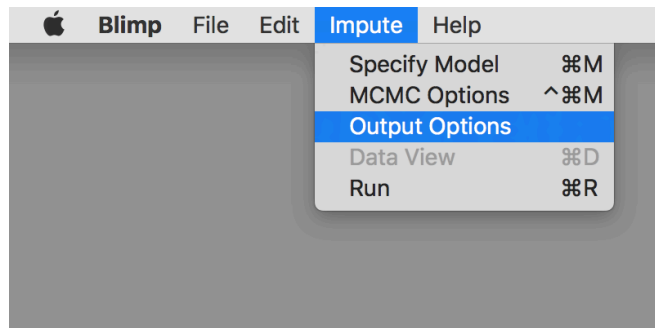 Blimp File Edit Impute Help
Specify Model ⌘M
MCMC Options ^⌘M
Output Options
Data View ⌘D
Run ⌘R